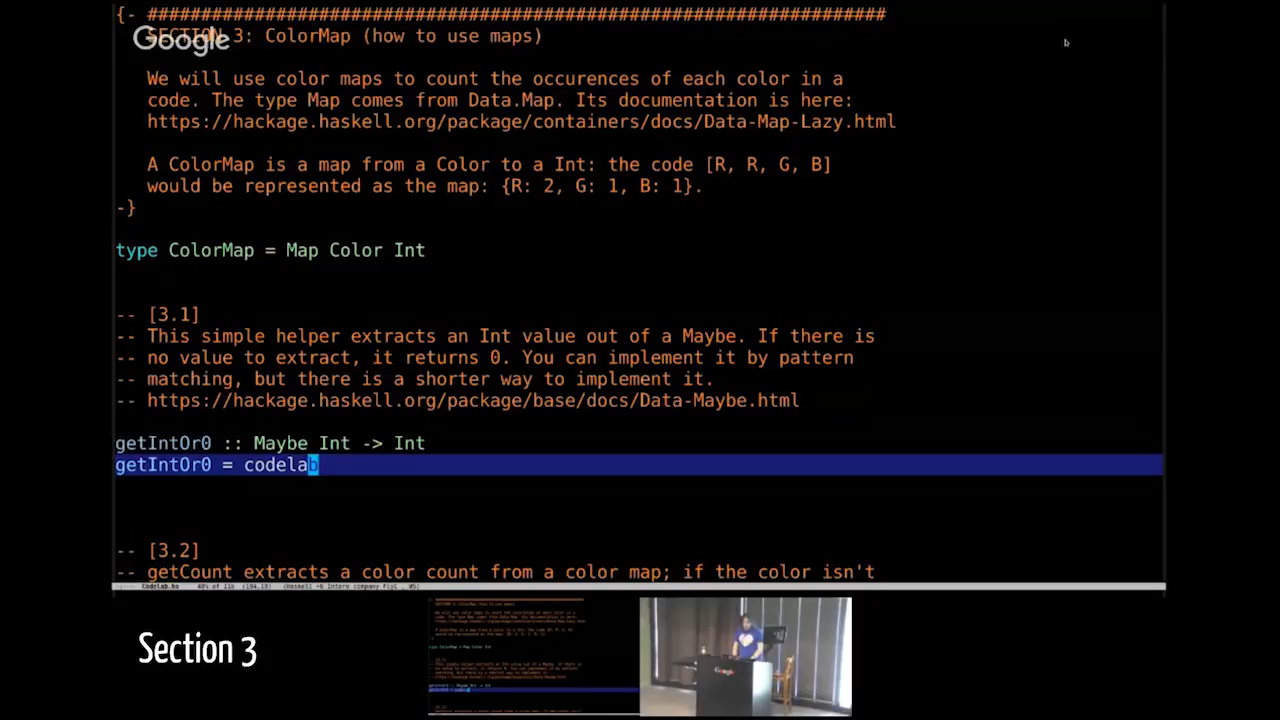 {- #####################################################################
Google
SECTION 3: ColorMap (how to use maps)
We will use color maps to count the occurences of each color in a
code. The type Map comes from Data.Map. Its documentation is here:
https://hackage.haskell.org/package/containers/docs/Data-Map-Lazy.html
A ColorMap is a map from a Color to a Int: the code [R, R, G, B]
would be represented as the map: {R: 2, G: 1, B: 1}.
-}
type ColorMap = Map Color Int
-- [3.1]
-- This simple helper extracts an Int value out of a Maybe. If there is
-- no value to extract, it returns 0. You can implement it by pattern
-- matching, but there is a shorter way to implement it.
-- https://hackage.haskell.org/package/base/docs/Data-Maybe.html
getIntOr0 :: Maybe Int -> Int
getIntOr0 = codelab
-- [3.2]
-- getCount extracts a color count from a color map; if the color isn't
Section 3
Google